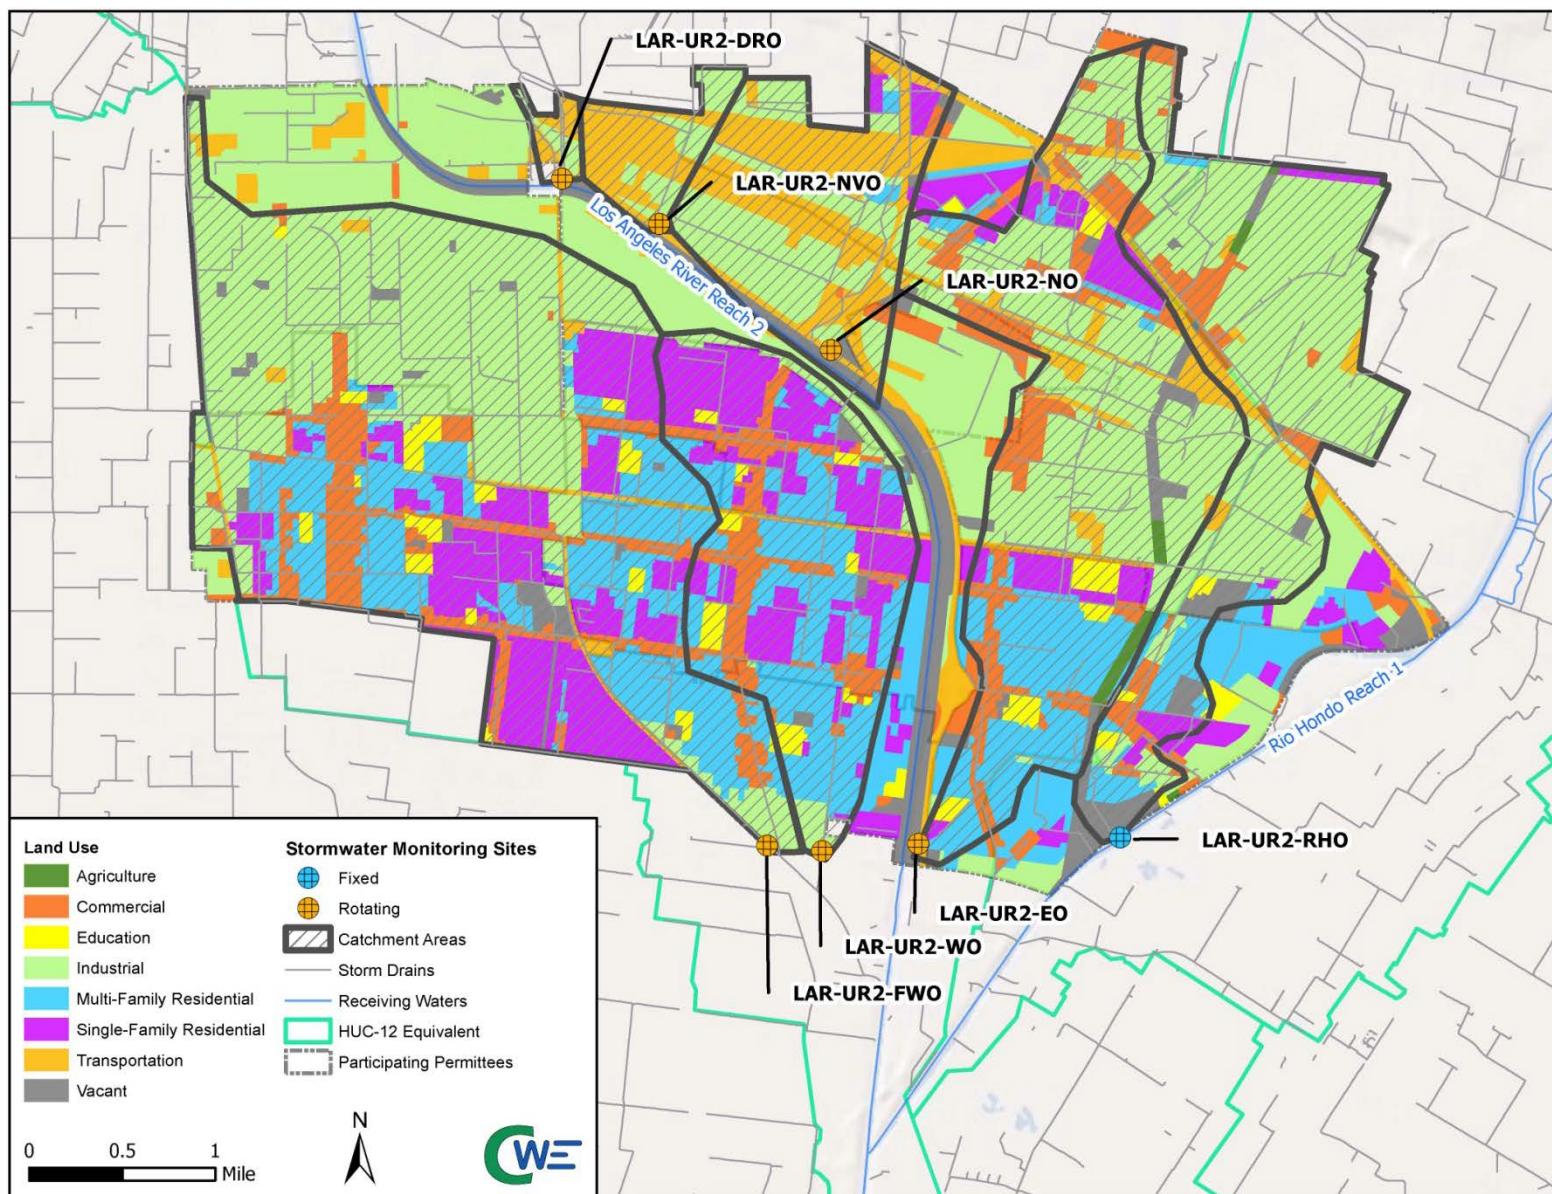 LAR-UR2-DRO
LAR-UR2-NVO
Los Angeles River Reach 2
LAR-UR2-NO
Rio Hondo Reach 1
LAR-UR2-RHO
LAR-UR2-EO
LAR-UR2-WO
LAR-UR2-FWO
Land Use
Agriculture
Commercial
Education
Industrial
Multi-Family Residential
Single-Family Residential
Transportation
Vacant
Stormwater Monitoring Sites
Fixed
Rotating
Catchment Areas
Storm Drains
Receiving Waters
HUC-12 Equivalent
Participating Permittees
0 0.5 1
Mile
N
CWE